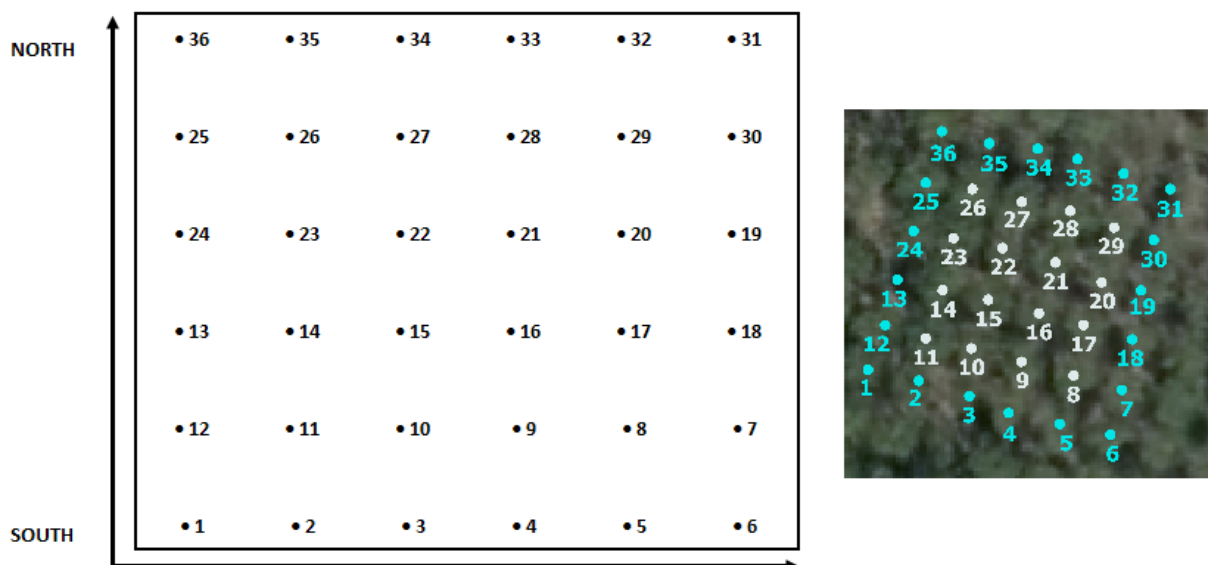 NORTH
• 36 • 35 • 34 • 33 • 32 • 31
• 25 • 26 • 27 • 28 • 29 • 30
• 24 • 23 • 22 • 21 • 20 • 19
• 13 • 14 • 15 • 16 • 17 • 18
• 12 • 11 • 10 • 9 • 8 • 7
SOUTH
• 1 • 2 • 3 • 4 • 5 • 6
36 35 34 33 32 31
25 26 27 28 29 30
24 23 22 21 20 19
13 14 15 16 17 18
12 11 10 9 8 7
1 2 3 4 5 6